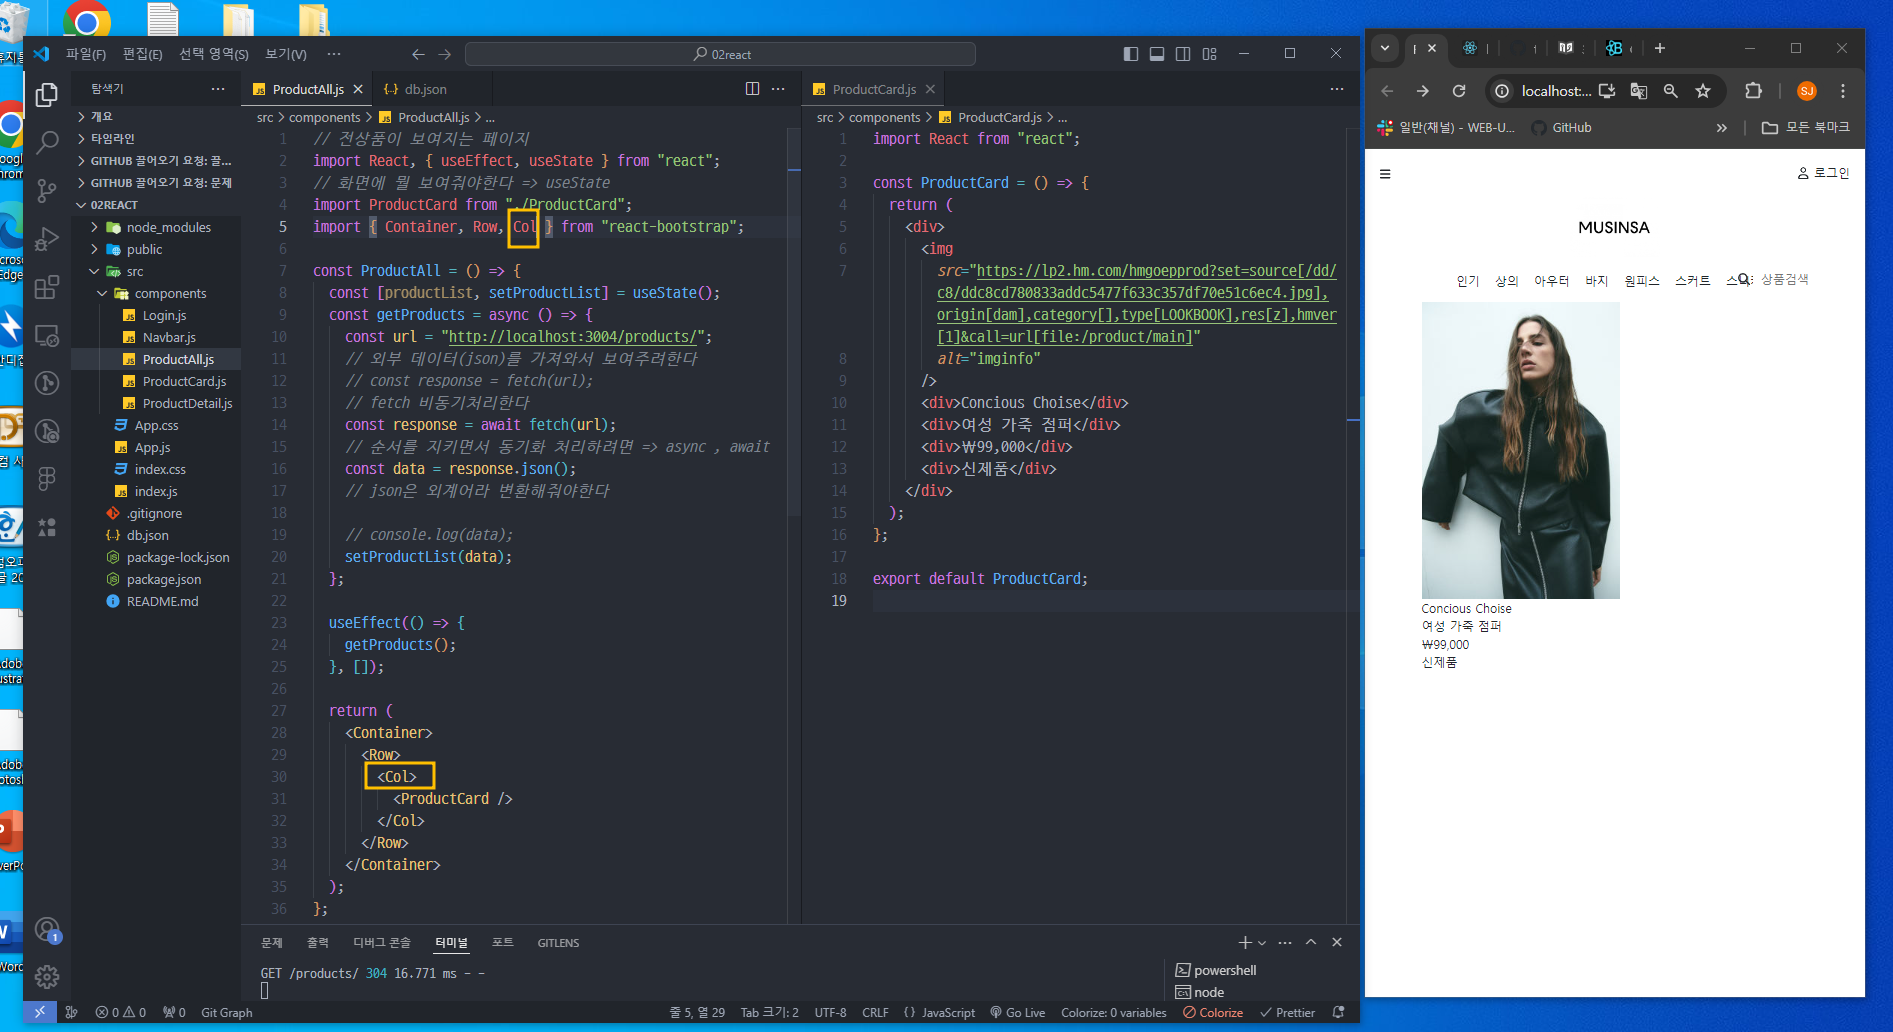 파일(F) 편집(E) 선택 영역(S) 보기(V) ··· 02react
탐색기 ···
개요
타임라인
GITHUB 끌어오기 요청: 끌...
GITHUB 끌어오기 요청: 문제
02REACT
node_modules
public
src
components
Login.js
Navbar.js
ProductAll.js
ProductCard.js
ProductDetail.js
App.css
App.js
index.css
index.js
.gitignore
db.json
package-lock.json
package.json
README.md
ProductAll.js db.json
src > components > ProductAll.js > ...
1 // 전상품이 보여지는 페이지
2 import React, { useEffect, useState } from "react";
3 // 화면에 뭘 보여줘야한다 => useState
4 import ProductCard from "./ProductCard";
5 import { Container, Row, Col } from "react-bootstrap";
6
7 const ProductAll = () => {
8 const [productList, setProductList] = useState();
9 const getProducts = async () => {
10 const url = "http://localhost:3004/products/";
11 // 외부 데이터(json)를 가져와서 보여주려한다
12 // const response = fetch(url);
13 // fetch 비동기처리한다
14 const response = await fetch(url);
15 // 순서를 지키면서 동기화 처리하려면 => async , await
16 const data = response.json();
17 // json은 외계어라 변환해줘야한다
18
19 // console.log(data);
20 setProductList(data);
21 };
22
23 useEffect(() => {
24 getProducts();
25 }, []);
26
27 return (
28 <Container>
29 <Row>
30 <Col>
31 <ProductCard />
32 </Col>
33 </Row>
34 </Container>
35 );
36 };
ProductCard.js
src > components > ProductCard.js > ...
1 import React from "react";
2
3 const ProductCard = () => {
4 return (
5 <div>
6 <img
7 src="https://lp2.hm.com/hmgoepprod?set=source[/dd/
c8/ddc8cd780833addc5477f633c357df70e51c6ec4.jpg],
origin[dam],category[],type[LOOKBOOK],res[z],hmver
[1]&call=url[file:/product/main]"
8 alt="imginfo"
9 />
10 <div>Concious Choise</div>
11 <div>여성 가죽 점퍼</div>
12 <div>₩99,000</div>
13 <div>신제품</div>
14 </div>
15 );
16 };
17
18 export default ProductCard;
19
문제 출력 디버그 콘솔 터미널 포트 GITLENS
GET /products/ 304 16.771 ms - -
powershell
node
0 0 0 Git Graph 줄 5, 열 29 Tab 크기: 2 UTF-8 CRLF {} JavaScript Go Live Colorize: 0 variables Colorize Prettier
localhost:... SJ
일반(채널) - WEB-U... GitHub » 모든 북마크
로그인
MUSINSA
인기 상의 아우터 바지 원피스 스커트 상품검색
Concious Choise
여성 가죽 점퍼
₩99,000
신제품